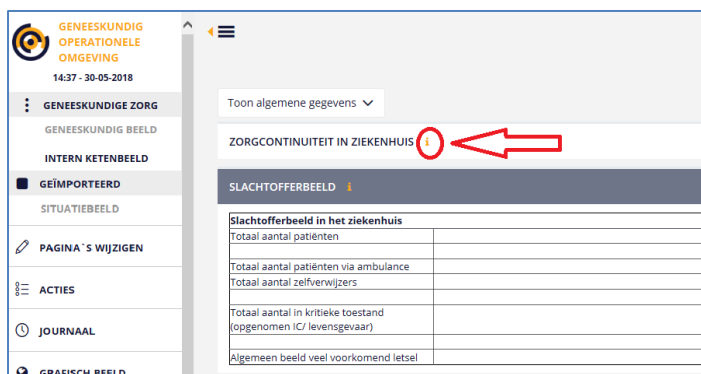 GENEESKUNDIG
OPERATIONELE
OMGEVING
14:37 - 30-05-2018
GENEESKUNDIGE ZORG
GENEESKUNDIG BEELD
INTERN KETENBEELD
GEÏMPORTEERD
SITUATIEBEELD
PAGINA`S WIJZIGEN
ACTIES
JOURNAAL
GRAFISCH BEELD
Toon algemene gegevens
ZORGCONTINUITEIT IN ZIEKENHUIS i
SLACHTOFFERBEELD i
Slachtofferbeeld in het ziekenhuis
Totaal aantal patiënten
Totaal aantal patiënten via ambulance
Totaal aantal zelfverwijzers
Totaal aantal in kritieke toestand
(opgenomen IC/ levensgevaar)
Algemeen beeld veel voorkomend letsel